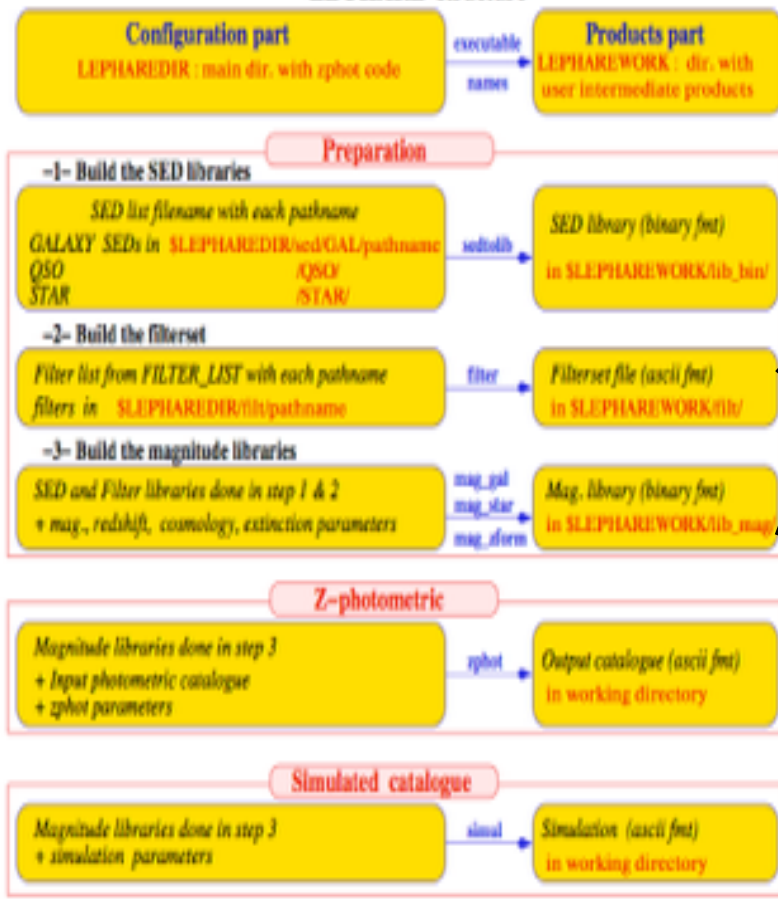 Configuration part
LEPHAREDIR : main dir. with zphot code
executable
names
Products part
LEPHAREWORK : dir. with
user intermediate products
Preparation
-1- Build the SED libraries
SED list filename with each pathname
GALAXY SEDs in $LEPHAREDIR/sed/GAL/pathname
QSO /QSO/
STAR /STAR/
sedtolib
SED library (binary fmt)
in $LEPHAREWORK/lib_bin/
-2- Build the filterset
Filter list from FILTER_LIST with each pathname
filters in $LEPHAREDIR/filt/pathname
filter
Filterset file (ascii fmt)
in $LEPHAREWORK/filt/
-3- Build the magnitude libraries
SED and Filter libraries done in step 1 & 2
+ mag., redshift, cosmology, extinction parameters
mag_gal
mag_star
mag_zform
Mag. library (binary fmt)
in $LEPHAREWORK/lib_mag/
Z-photometric
Magnitude libraries done in step 3
+ Input photometric catalogue
+ zphot parameters
zphot
Output catalogue (ascii fmt)
in working directory
Simulated catalogue
Magnitude libraries done in step 3
+ simulation parameters
simul
Simulation (ascii fmt)
in working directory